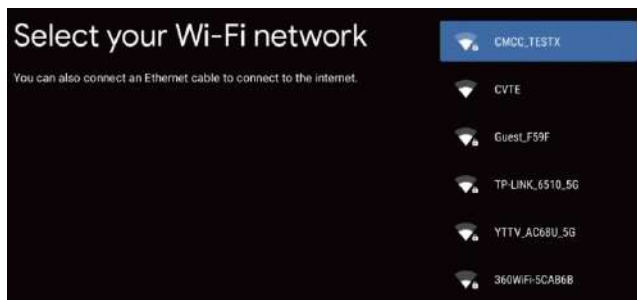 Select your Wi-Fi network
You can also connect an Ethernet cable to connect to the internet.
CMCC_TESTX
CVTE
Guest_F59F
TP-LINK_6510_5G
YTTV_AC68U_5G
360WiFi-5CAB6B